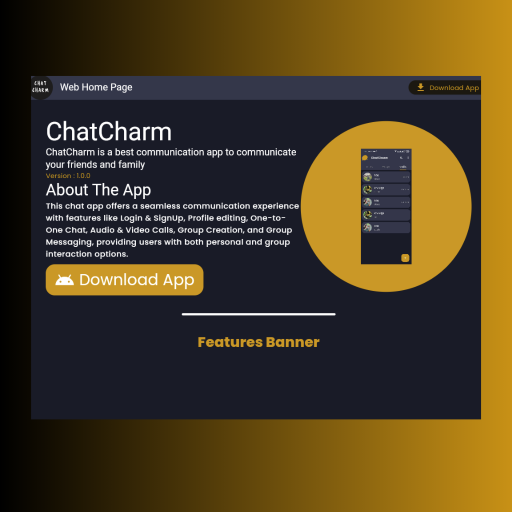 CHAT
CHARM
Web Home Page
Download App
ChatCharm
ChatCharm is a best communication app to communicate
your friends and family
Version : 1.0.0
About The App
This chat app offers a seamless communication experience
with features like Login & SignUp, Profile editing, One-to-
One Chat, Audio & Video Calls, Group Creation, and Group
Messaging, providing users with both personal and group
interaction options.
Download App
ChatCharm
Features Banner